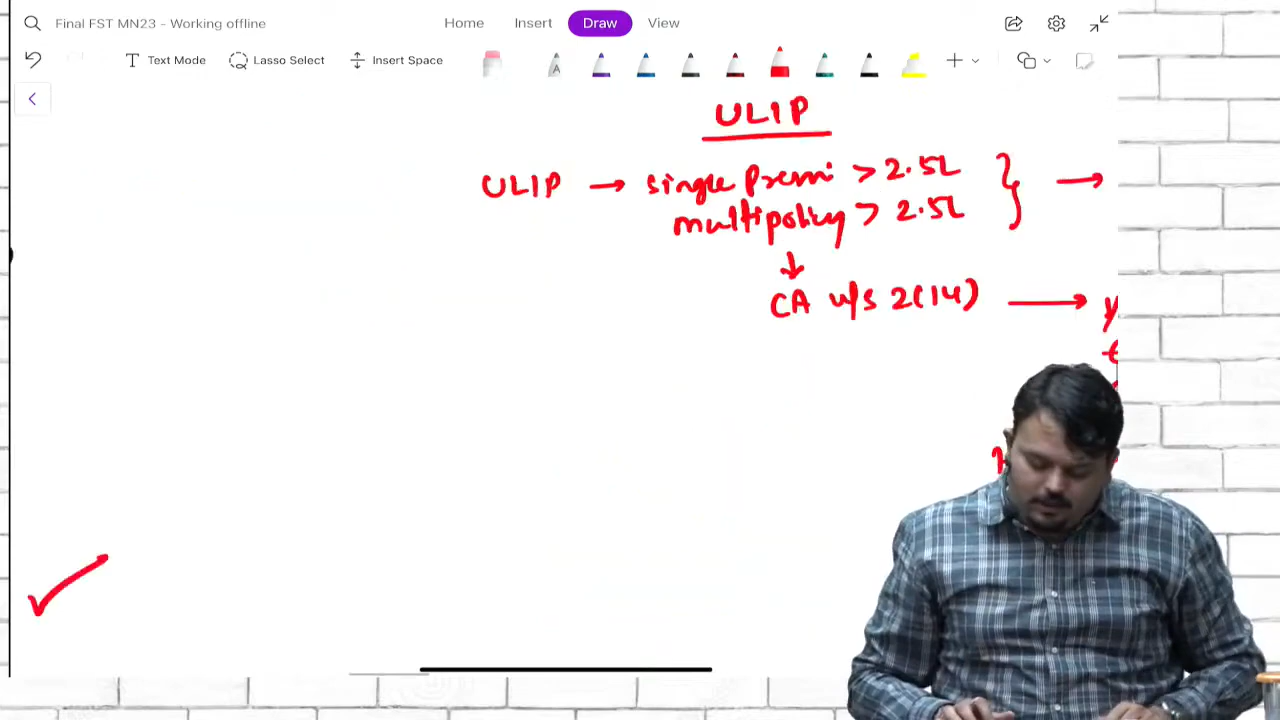 Final FST MN23 - Working offline
Home Insert Draw View
Text Mode Lasso Select Insert Space
A
ULIP
ULIP → single premi > 2.5L } →
multipolicy > 2.5L
↓
CA u/s 2(14) →